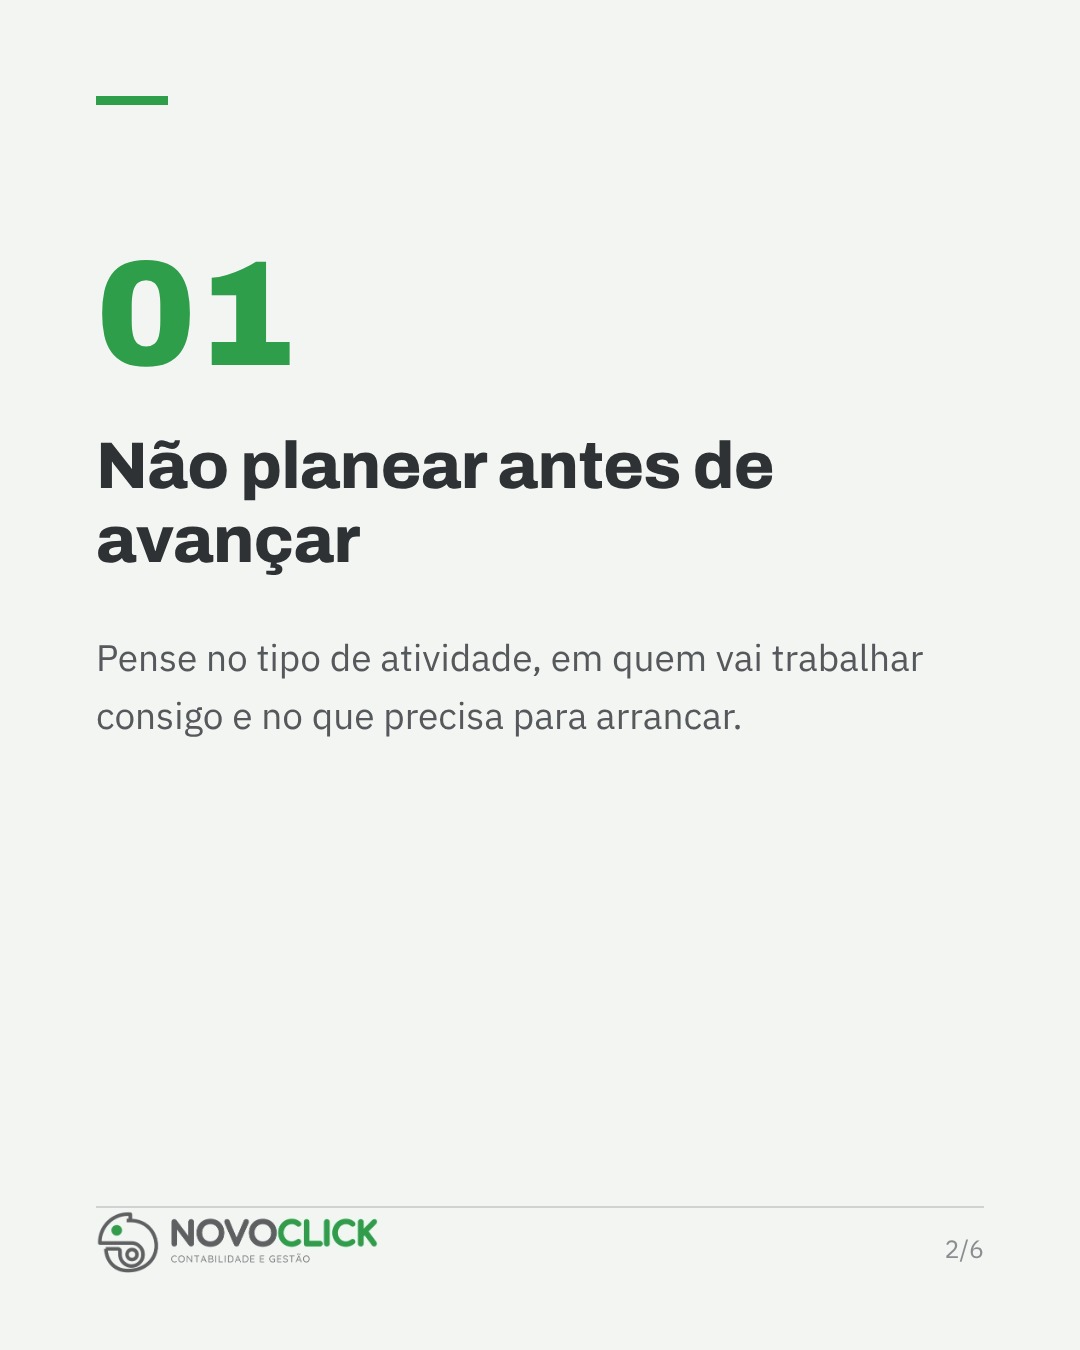 01
Não planear antes de
avançar
Pense no tipo de atividade, em quem vai trabalhar
consigo e no que precisa para arrancar.
NOVOCLICK
CONTABILIDADE E GESTÃO
2/6